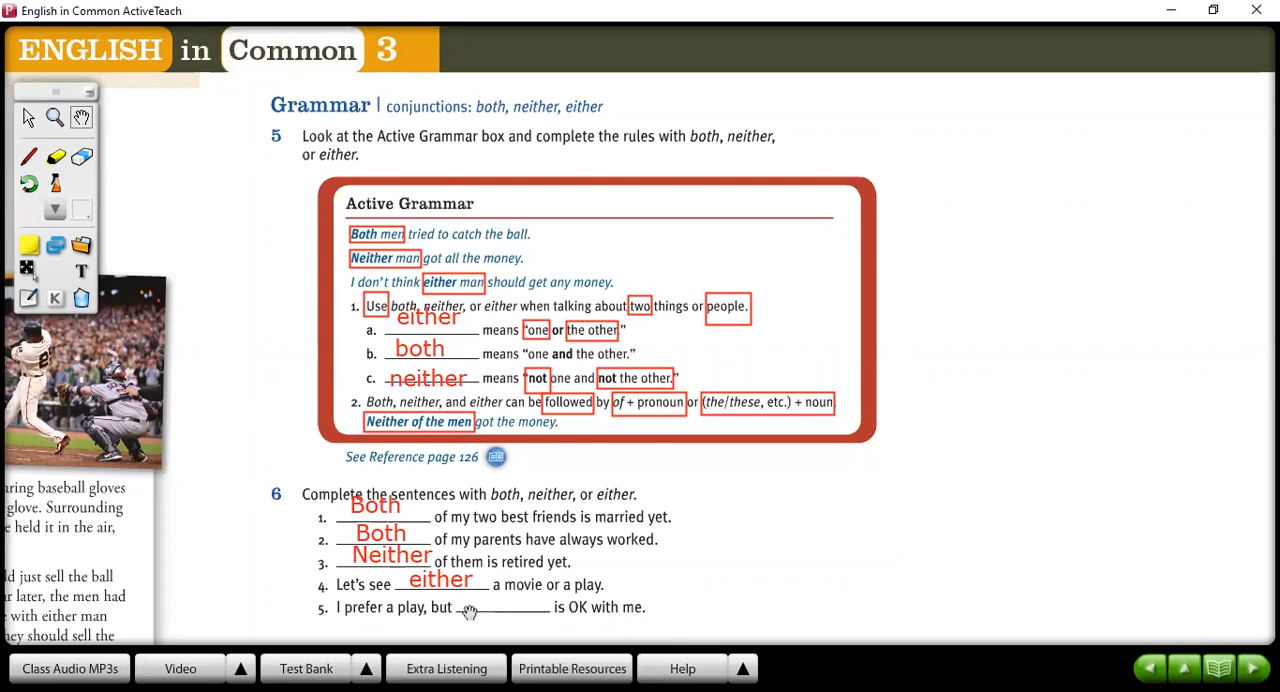 English in Common ActiveTeach
ENGLISH in Common 3
Grammar | conjunctions: both, neither, either
5 Look at the Active Grammar box and complete the rules with both, neither,
or either.
Active Grammar
Both men tried to catch the ball.
Neither man got all the money.
I don't think either man should get any money.
1. Use both, neither, or either when talking about two things or people.
a. either means "one or the other."
b. both means "one and the other."
c. neither means "not one and not the other."
2. Both, neither, and either can be followed by of + pronoun or (the/these, etc.) + noun.
Neither of the men got the money.
See Reference page 126
6 Complete the sentences with both, neither, or either.
1. Both of my two best friends is married yet.
2. Both of my parents have always worked.
3. Neither of them is retired yet.
4. Let's see either a movie or a play.
5. I prefer a play, but ____________ is OK with me.
aring baseball gloves
glove. Surrounding
e held it in the air,
ld just sell the ball
ar later, the men had
with either man
hey should sell the
T
K
Class Audio MP3s Video Test Bank Extra Listening Printable Resources Help